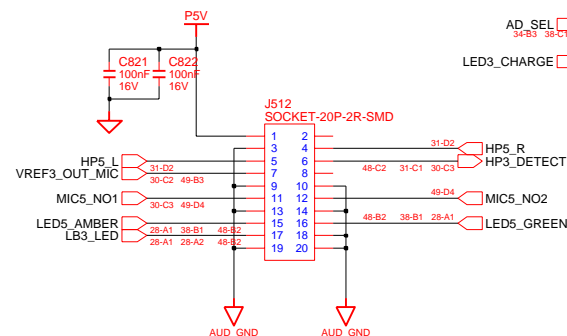 P5V
AD_SEL
34-B3 38-C1
C821 C822
100nF 100nF
16V 16V
LED3_CHARGE
J512
SOCKET-20P-2R-SMD
1 2
3 4
31-D2
HP5_R
HP5_L
5 6
HP3_DETECT
31-D2
48-C2 31-C1 30-C3
VREF3_OUT_MIC
7 8
30-C2 49-B3
9 10
49-D4
MIC5_NO1
11 12
MIC5_NO2
30-C3 49-D4
13 14
48-B2 38-B1 28-A1
LED5_AMBER
15 16
LED5_GREEN
28-A1 38-B1 48-B2
LB3_LED
17 18
28-A1 28-A2 48-B2
19 20
AUD_GND AUD_GND